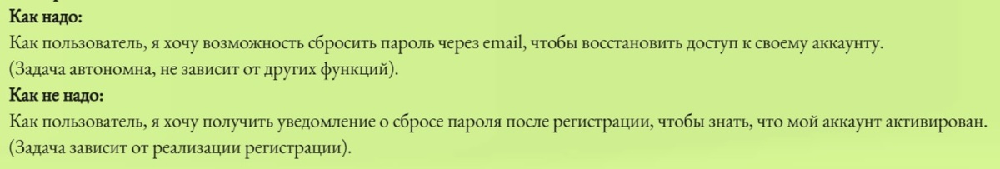 Как надо:
Как пользователь, я хочу возможность сбросить пароль через email, чтобы восстановить доступ к своему аккаунту.
(Задача автономна, не зависит от других функций).
Как не надо:
Как пользователь, я хочу получить уведомление о сбросе пароля после регистрации, чтобы знать, что мой аккаунт активирован.
(Задача зависит от реализации регистрации).